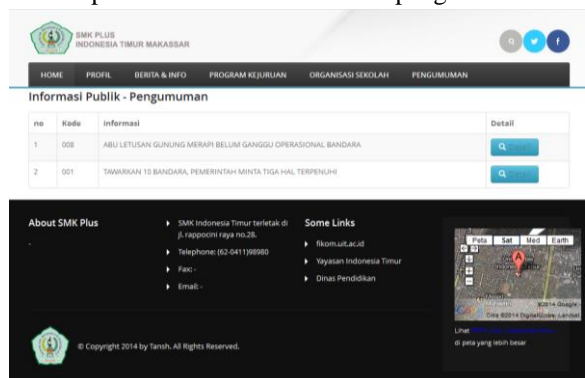 SMK PLUS
INDONESIA TIMUR MAKASSAR
HOME PROFIL BERITA & INFO PROGRAM KEJURUAN ORGANISASI SEKOLAH PENGUMUMAN
Informasi Publik - Pengumuman
no Kode Informasi Detail
1 008 ABU LETUSAN GUNUNG MERAPI BELUM GANGGU OPERASIONAL BANDARA
2 001 TAWARKAN 10 BANDARA, PEMERINTAH MINTA TIGA HAL TERPENUHI
About SMK Plus
-
SMK Indonesia Timur terletak di
jl. rappocini raya no.28.
Telephone: (62-0411)98980
Fax: -
Email: -
Some Links
fikom.uit.ac.id
Yayasan Indonesia Timur
Dinas Pendidikan
Peta Sat Med Earth
A
©2014 Google
Lihat
di peta yang lebih besar
© Copyright 2014 by Tansh. All Rights Reserved.